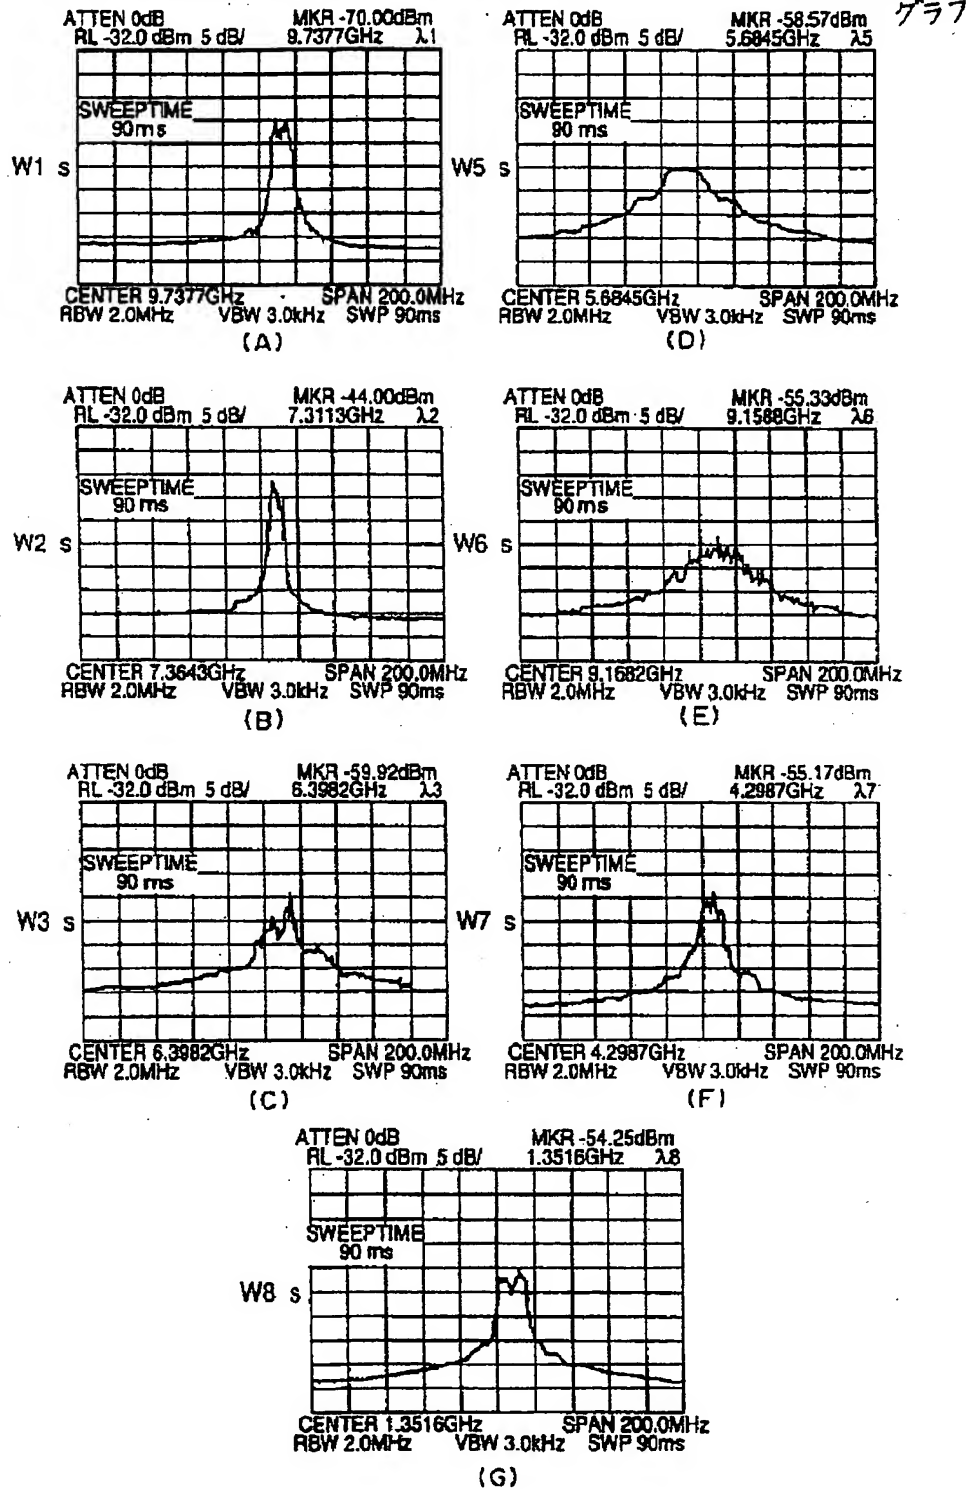 グラフ
ATTEN 0dB MKR -70.00dBm
RL -32.0 dBm 5 dB/ 9.7377GHz λ1
SWEEPTIME
90ms
W1 S
CENTER 9.7377GHz SPAN 200.0MHz
RBW 2.0MHz VBW 3.0kHz SWP 90ms
(A)
ATTEN 0dB MKR -44.00dBm
RL -32.0 dBm 5 dB/ 7.3113GHz λ2
SWEEPTIME
90 ms
W2 S
CENTER 7.3643GHz SPAN 200.0MHz
RBW 2.0MHz VBW 3.0kHz SWP 90ms
(B)
ATTEN 0dB MKR -59.92dBm
RL -32.0 dBm 5 dB/ 6.3982GHz λ3
SWEEPTIME
90 ms
W3 S
CENTER 6.3982GHz SPAN 200.0MHz
RBW 2.0MHz VBW 3.0kHz SWP 90ms
(C)
ATTEN 0dB MKR -58.57dBm
RL -32.0 dBm 5 dB/ 5.6845GHz λ5
SWEEPTIME
90 ms
W5 S
CENTER 5.6845GHz SPAN 200.0MHz
RBW 2.0MHz VBW 3.0kHz SWP 90ms
(D)
ATTEN 0dB MKR -55.33dBm
RL -32.0 dBm 5 dB/ 9.1588GHz λ6
SWEEPTIME
90 ms
W6 S
CENTER 9.1682GHz SPAN 200.0MHz
RBW 2.0MHz VBW 3.0kHz SWP 90ms
(E)
ATTEN 0dB MKR -55.17dBm
RL -32.0 dBm 5 dB/ 4.2987GHz λ7
SWEEPTIME
90 ms
W7 S
CENTER 4.2987GHz SPAN 200.0MHz
RBW 2.0MHz VBW 3.0kHz SWP 90ms
(F)
ATTEN 0dB MKR -54.25dBm
RL -32.0 dBm 5 dB/ 1.3516GHz λ8
SWEEPTIME
90 ms
W8 S
CENTER 1.3516GHz SPAN 200.0MHz
RBW 2.0MHz VBW 3.0kHz SWP 90ms
(G)